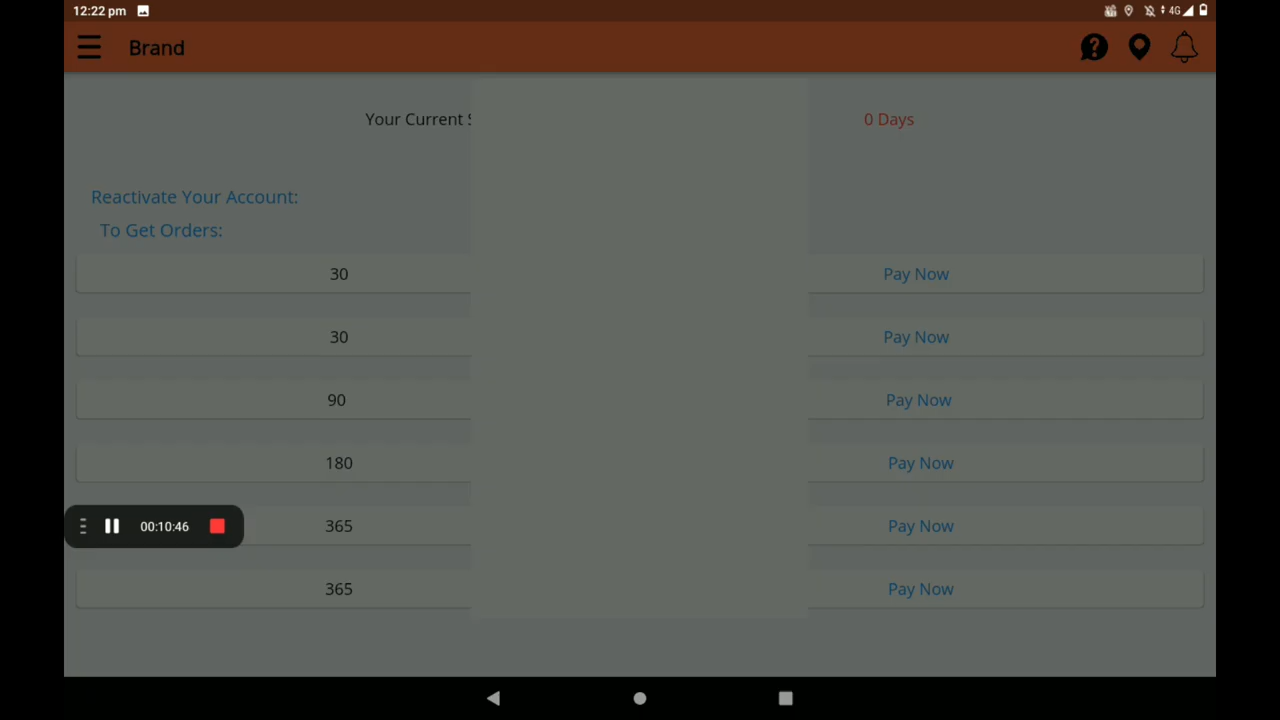 12:22 pm 4G
Brand
Your Current 0 Days
Reactivate Your Account:
To Get Orders:
30 Pay Now
30 Pay Now
90 Pay Now
180 Pay Now
00:10:46 365 Pay Now
365 Pay Now